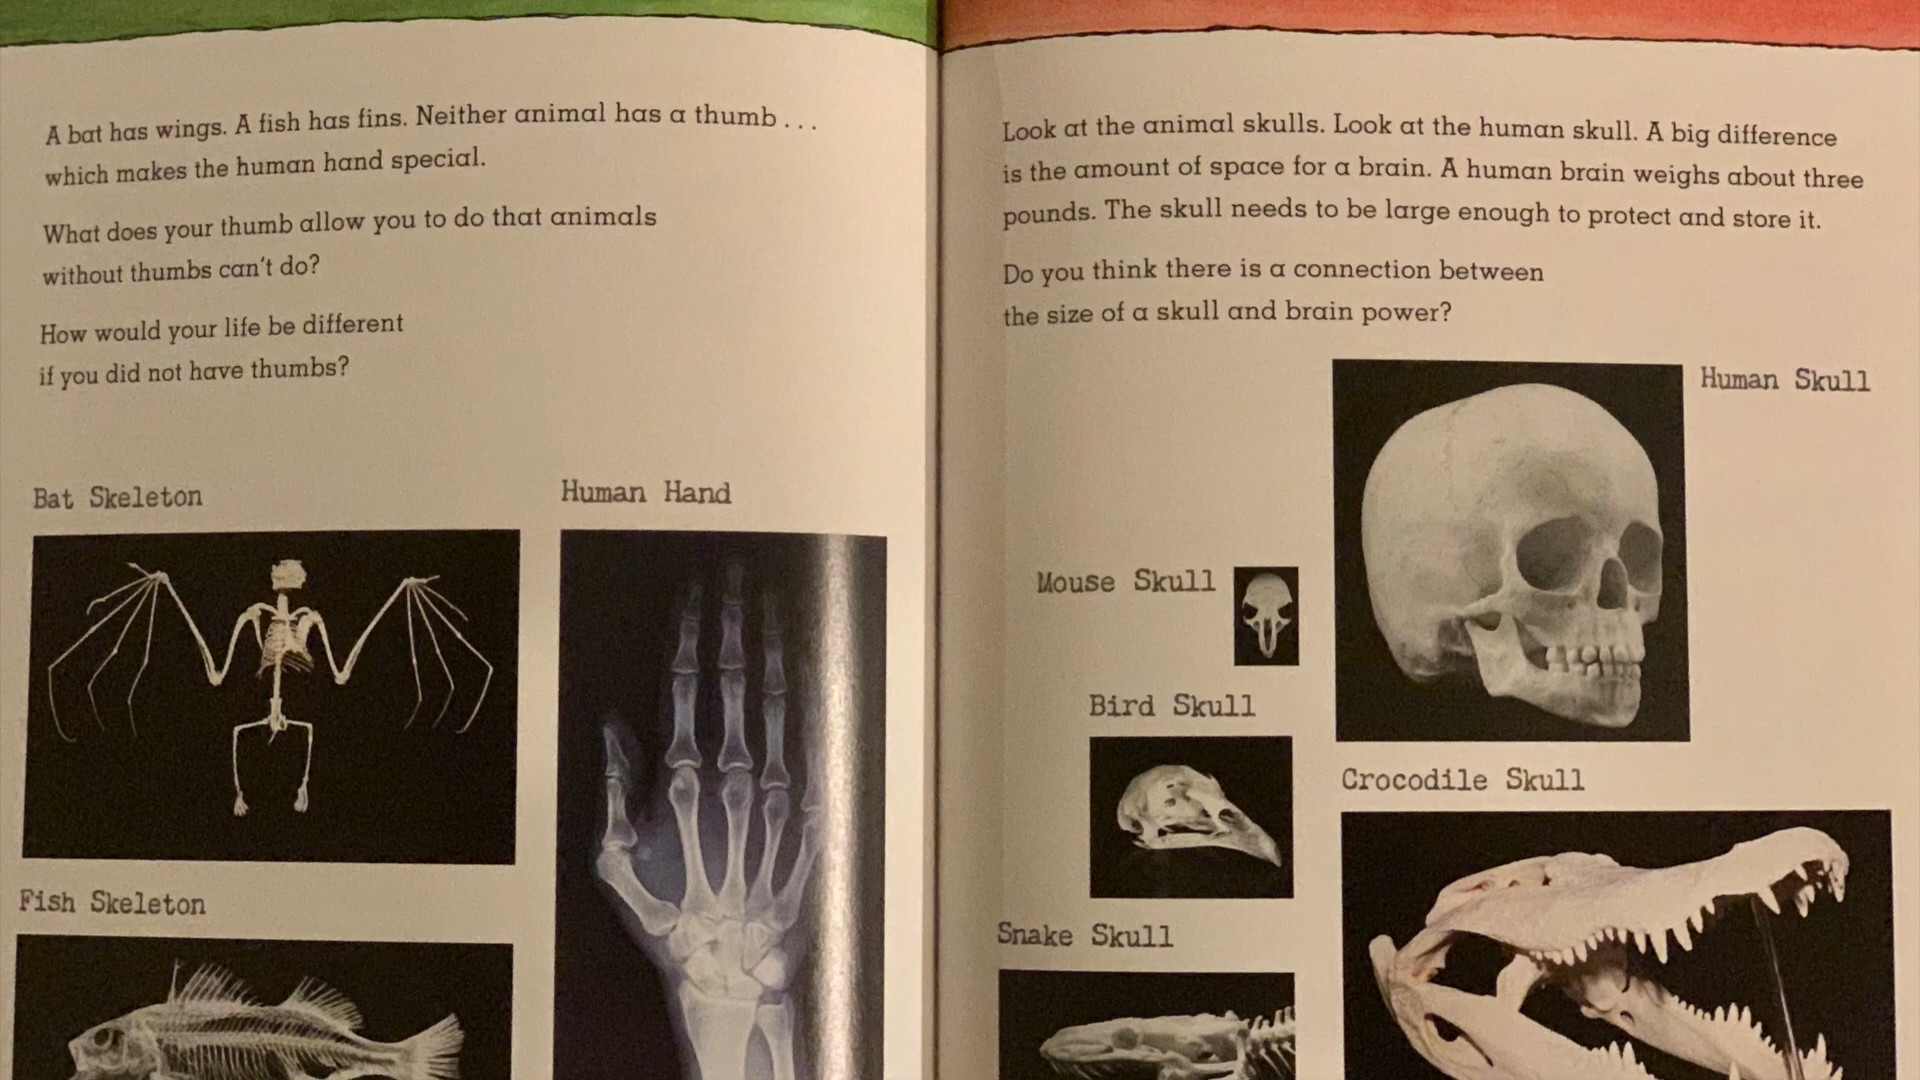 A bat has wings. A fish has fins. Neither animal has a thumb . . .
which makes the human hand special.
What does your thumb allow you to do that animals
without thumbs can't do?
How would your life be different
if you did not have thumbs?
Bat Skeleton
Human Hand
Fish Skeleton
Look at the animal skulls. Look at the human skull. A big difference
is the amount of space for a brain. A human brain weighs about three
pounds. The skull needs to be large enough to protect and store it.
Do you think there is a connection between
the size of a skull and brain power?
Human Skull
Mouse Skull
Bird Skull
Crocodile Skull
Snake Skull